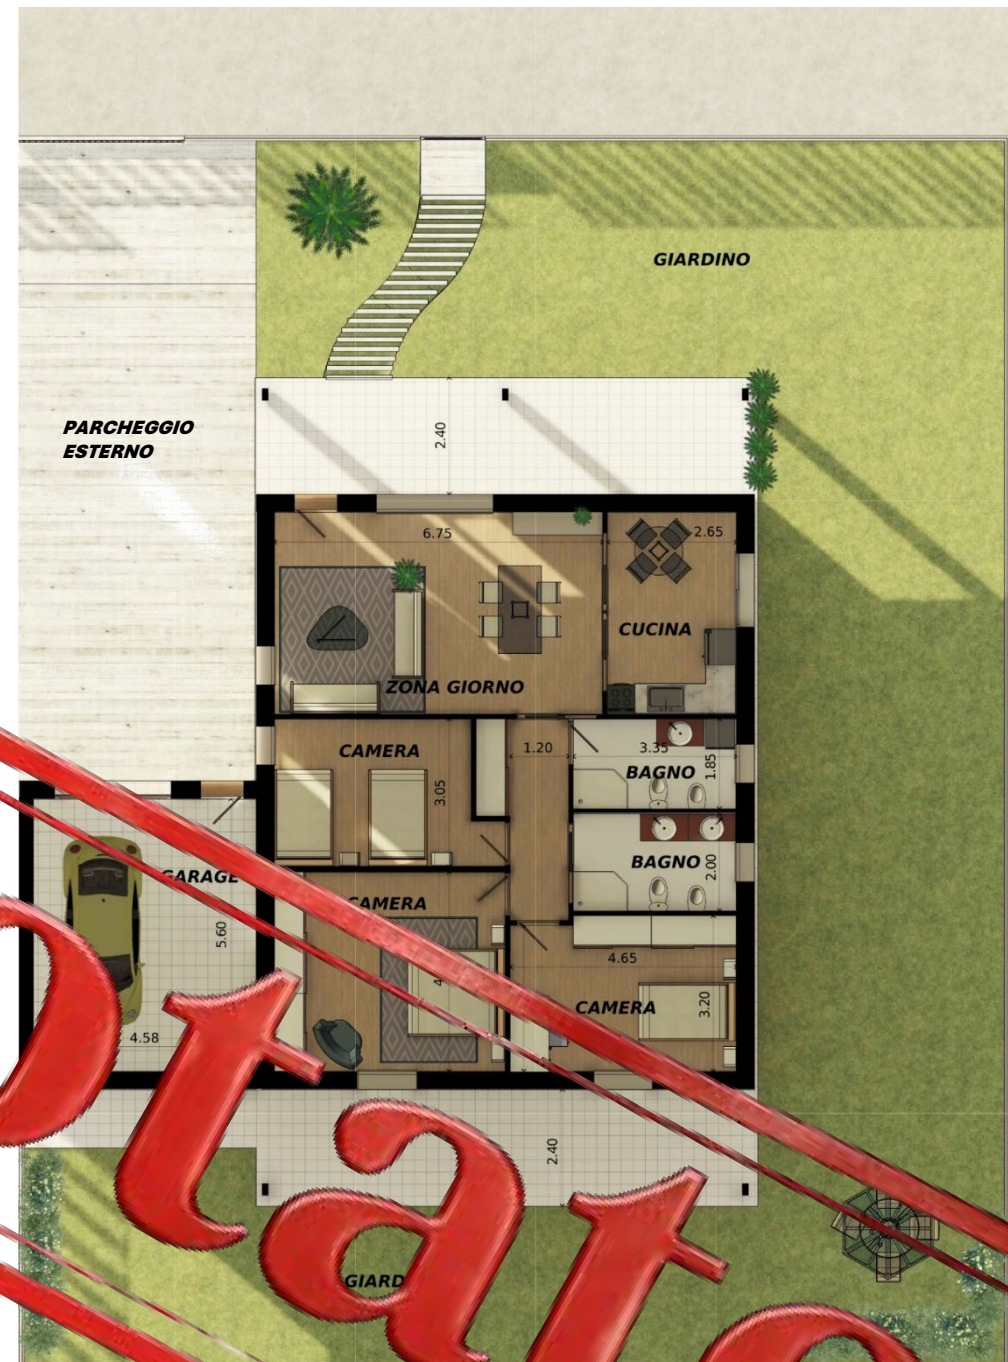 GIARDINO
PARCHEGGIO
ESTERNO
2.40
6.75
2.65
CUCINA
ZONA GIORNO
CAMERA
1.20
3.35
BAGNO
1.85
3.05
BAGNO
2.00
GARAGE
CAMERA
5.60
4.65
CAMERA
3.20
4.58
2.40